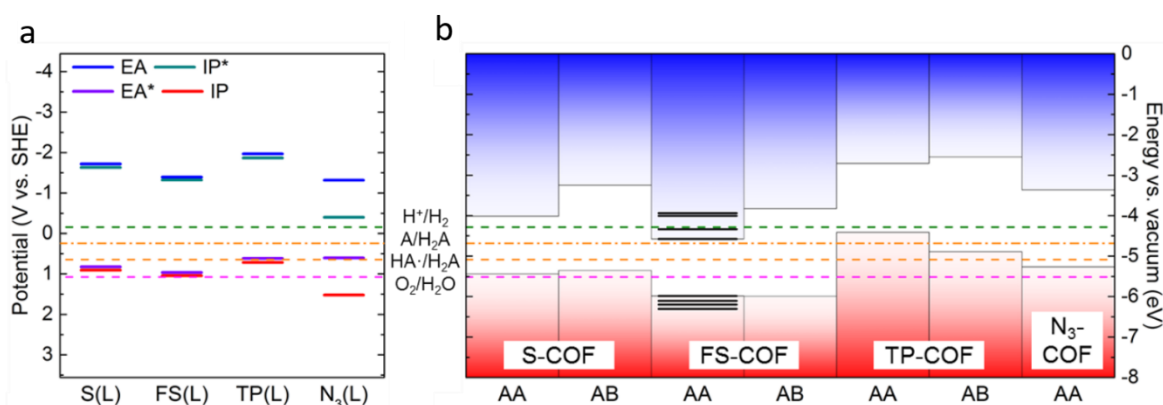 a
b
Potential (V vs. SHE)
-4
-3
-2
-1
0
1
2
3
EA
IP*
EA*
IP
S(L)
FS(L)
TP(L)
N₃(L)
H⁺/H₂
A/H₂A
HA·/H₂A
O₂/H₂O
S-COF
FS-COF
TP-COF
N₃-
COF
AA
AB
AA
AB
AA
AB
AA
0
-1
-2
-3
-4
-5
-6
-7
-8
Energy vs. vacuum (eV)